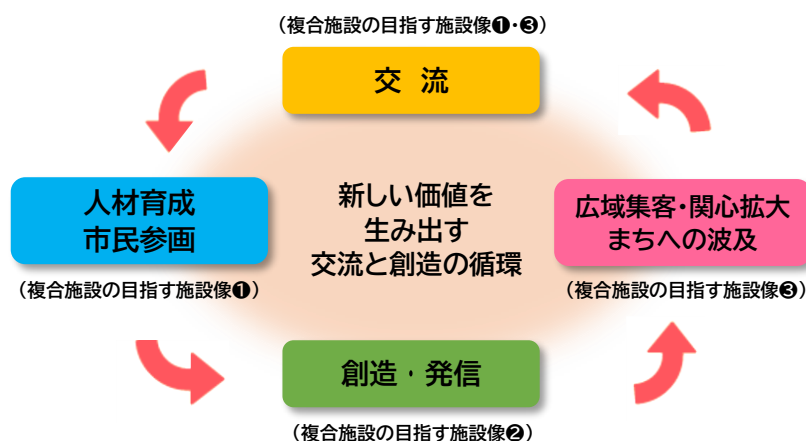 （複合施設の目指す施設像❶・❸）
交 流
人材育成
市民参画
（複合施設の目指す施設像❶）
新しい価値を
生み出す
交流と創造の循環
広域集客・関心拡大
まちへの波及
（複合施設の目指す施設像❸）
創造・発信
（複合施設の目指す施設像❷）